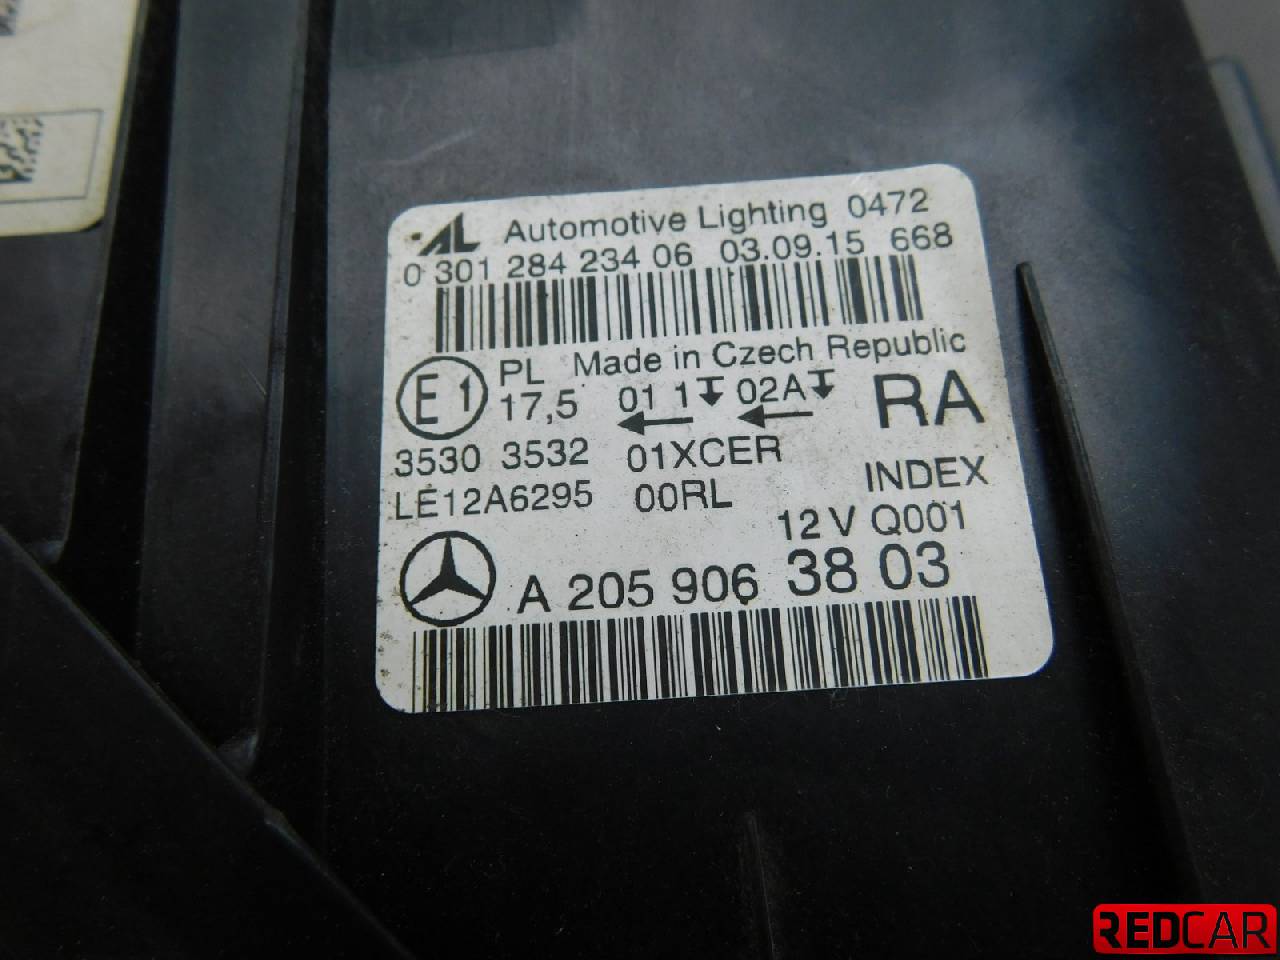 AL Automotive Lighting 0472
0 301 284 234 06 03.09.15 668
E1 PL Made in Czech Republic
17,5 01 1 02A RA
3530 3532 01XCER
LE12A6295 00RL INDEX
12V Q001
A 205 906 38 03
REDCAR